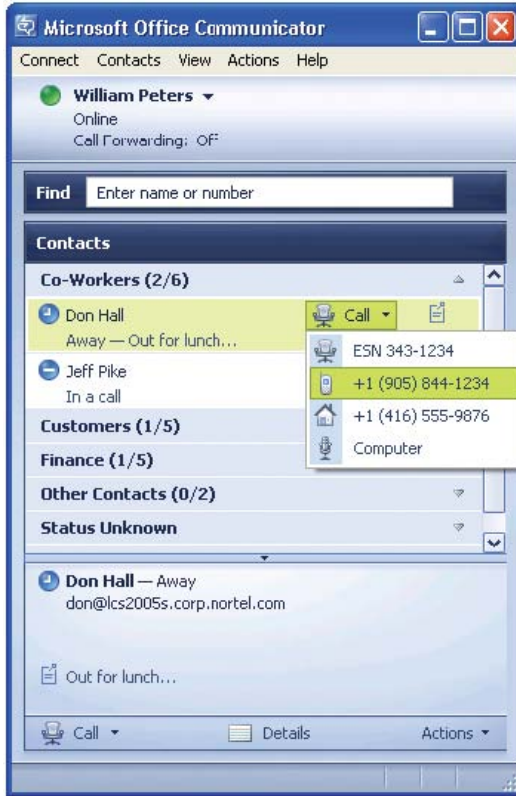 Microsoft Office Communicator
Connect Contacts View Actions Help
William Peters
Online
Call Forwarding: Off
Find Enter name or number
Contacts
Co-Workers (2/6)
Don Hall Call
Away — Out for lunch...
ESN 343-1234
Jeff Pike
+1 (905) 844-1234
In a call
+1 (416) 555-9876
Customers (1/5)
Computer
Finance (1/5)
Other Contacts (0/2)
Status Unknown
Don Hall — Away
don@lcs2005s.corp.nortel.com
Out for lunch...
Call Details Actions